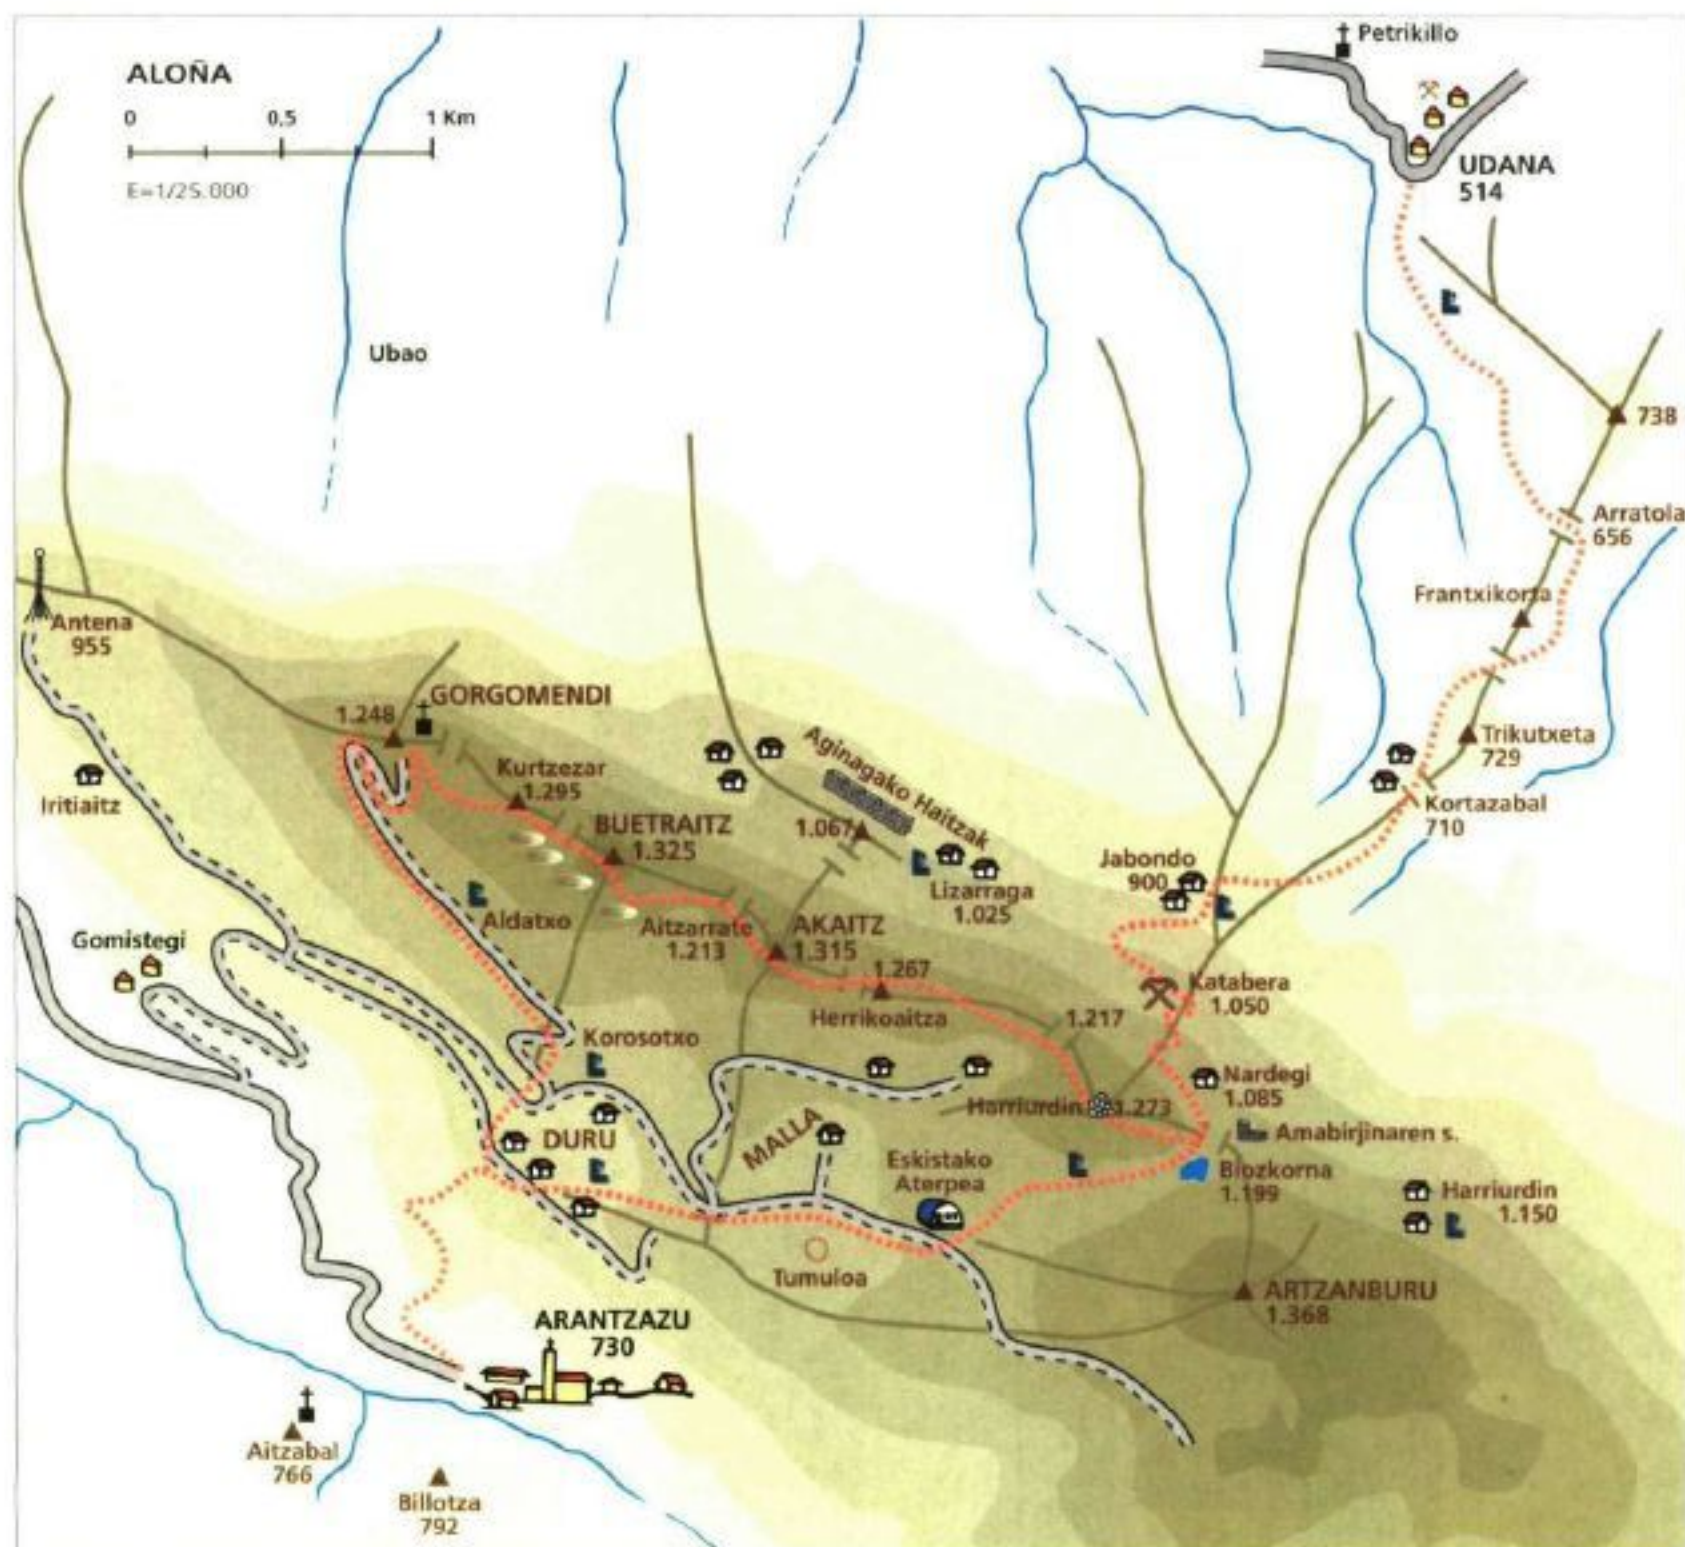 ALOÑA
0 0,5 1 Km
E=1/25.000
Petrikillo
UDANA
514
Ubao
738
Arratola
656
Frantxikorta
Trikutxeta
729
Kortazabal
710
Antena
955
GORGOMENDI
1.248
Kurtzezar
1.295
BUETRAITZ
1.325
Aginagako Haitzak
1.067
Iritiaitz
Lizarraga
1.025
Jabondo
900
Aldatxo
Aitzarrate
1.213
AKAITZ
1.315
Gomistegi
1.267
Herrikoaitza
Katabera
1.050
1.217
Korosotxo
Nardegi
1.085
Harriurdin 1.273
DURU
MALLA
Amabirjinaren s.
Eskistako
Aterpea
Biozkorna
1.199
Harriurdin
1.150
Tumuloa
ARTZANBURU
1.368
ARANTZAZU
730
Aitzabal
766
Billotza
792